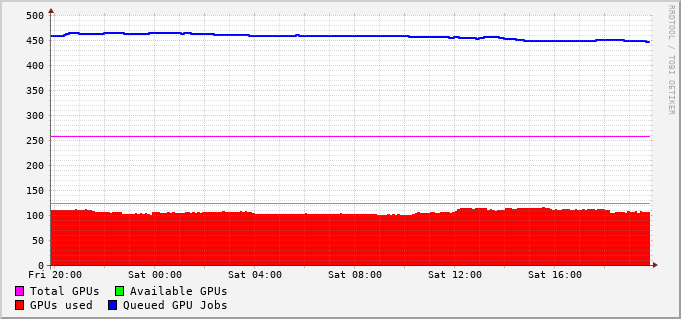 500
450
400
350
300
250
200
150
100
50
0
Fri 20:00 Sat 00:00 Sat 04:00 Sat 08:00 Sat 12:00 Sat 16:00
Total GPUs Available GPUs
GPUs used Queued GPU Jobs
RRDTOOL / TOBI OETIKER